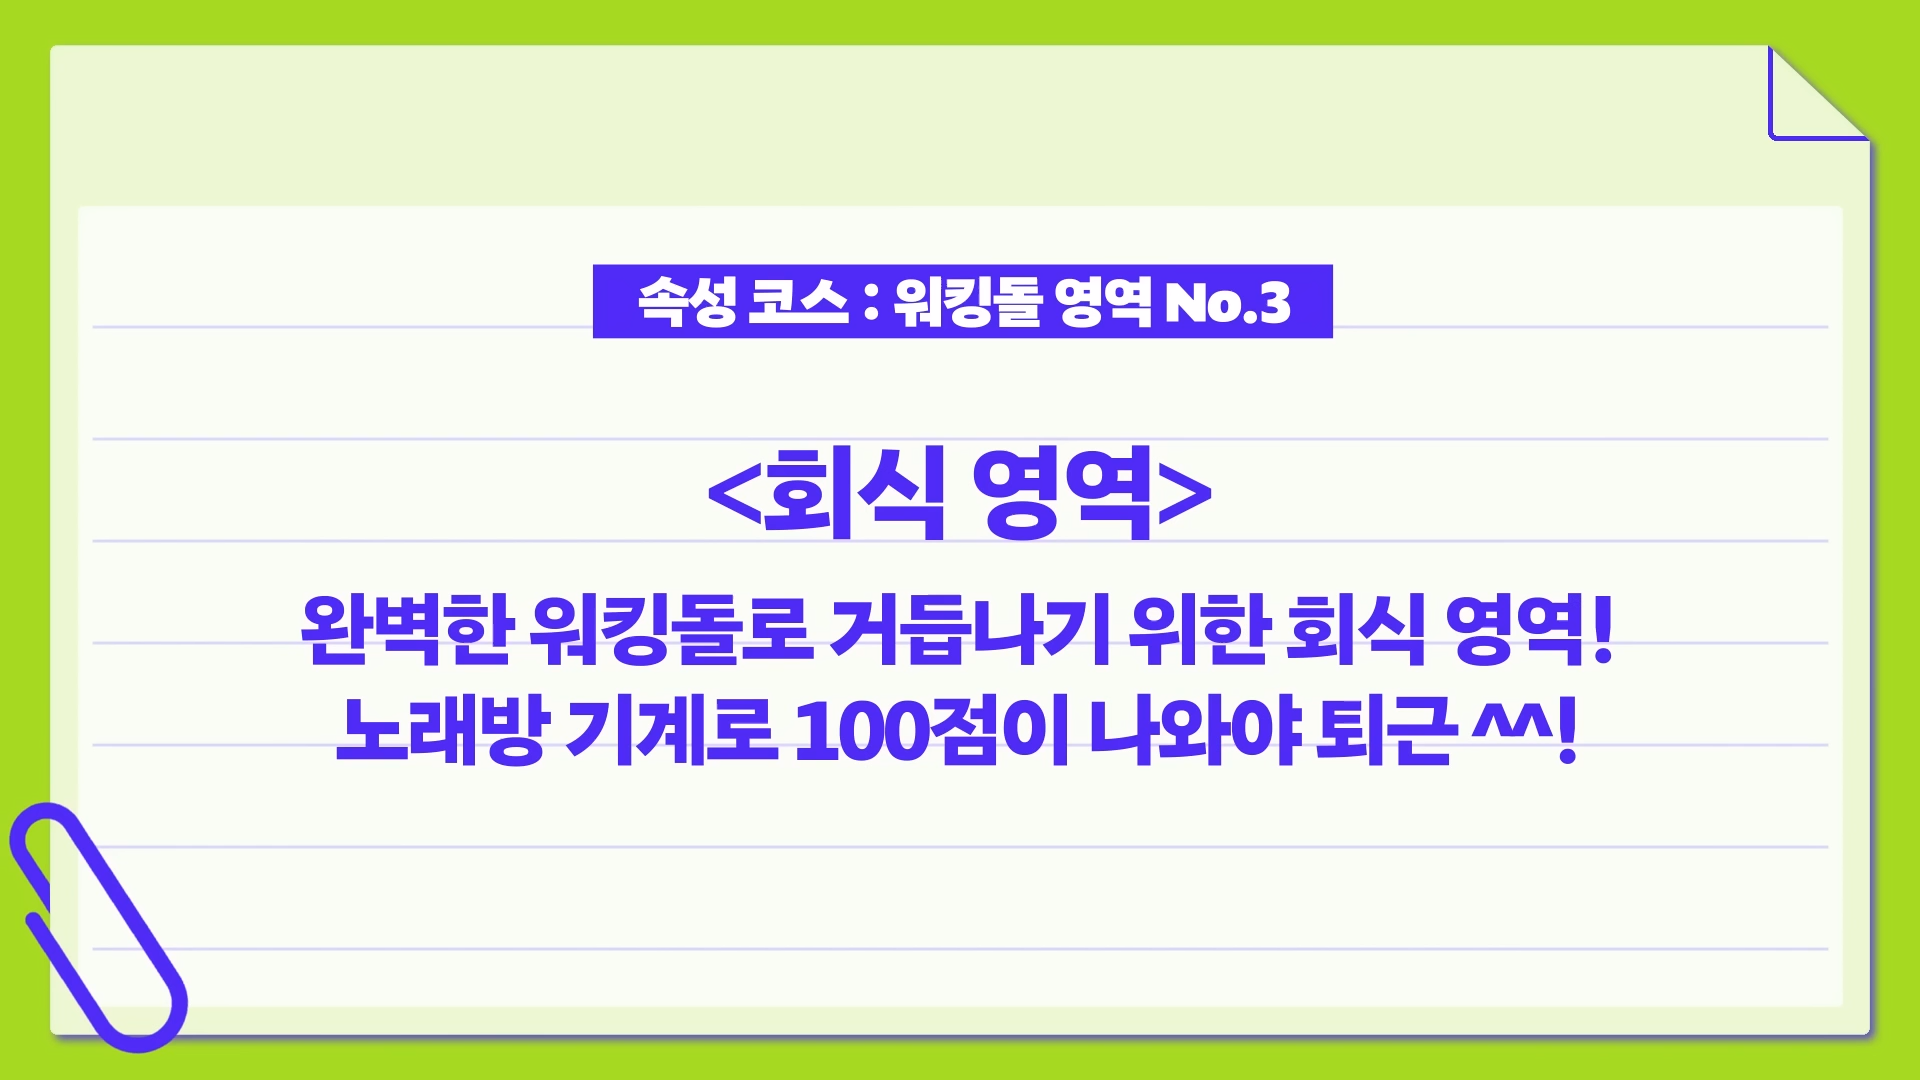 속성 코스 : 워킹돌 영역 No.3
<회식 영역>
완벽한 워킹돌로 거듭나기 위한 회식 영역!
노래방 기계로 100점이 나와야 퇴근 ^^!